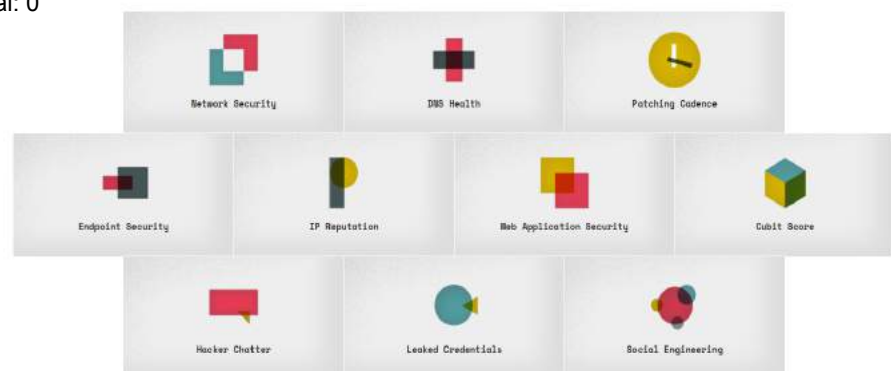 al: 0
Network Security
DNS Health
Patching Cadence
Endpoint Security
IP Reputation
Web Application Security
Cubit Score
Hacker Chatter
Leaked Credentials
Social Engineering